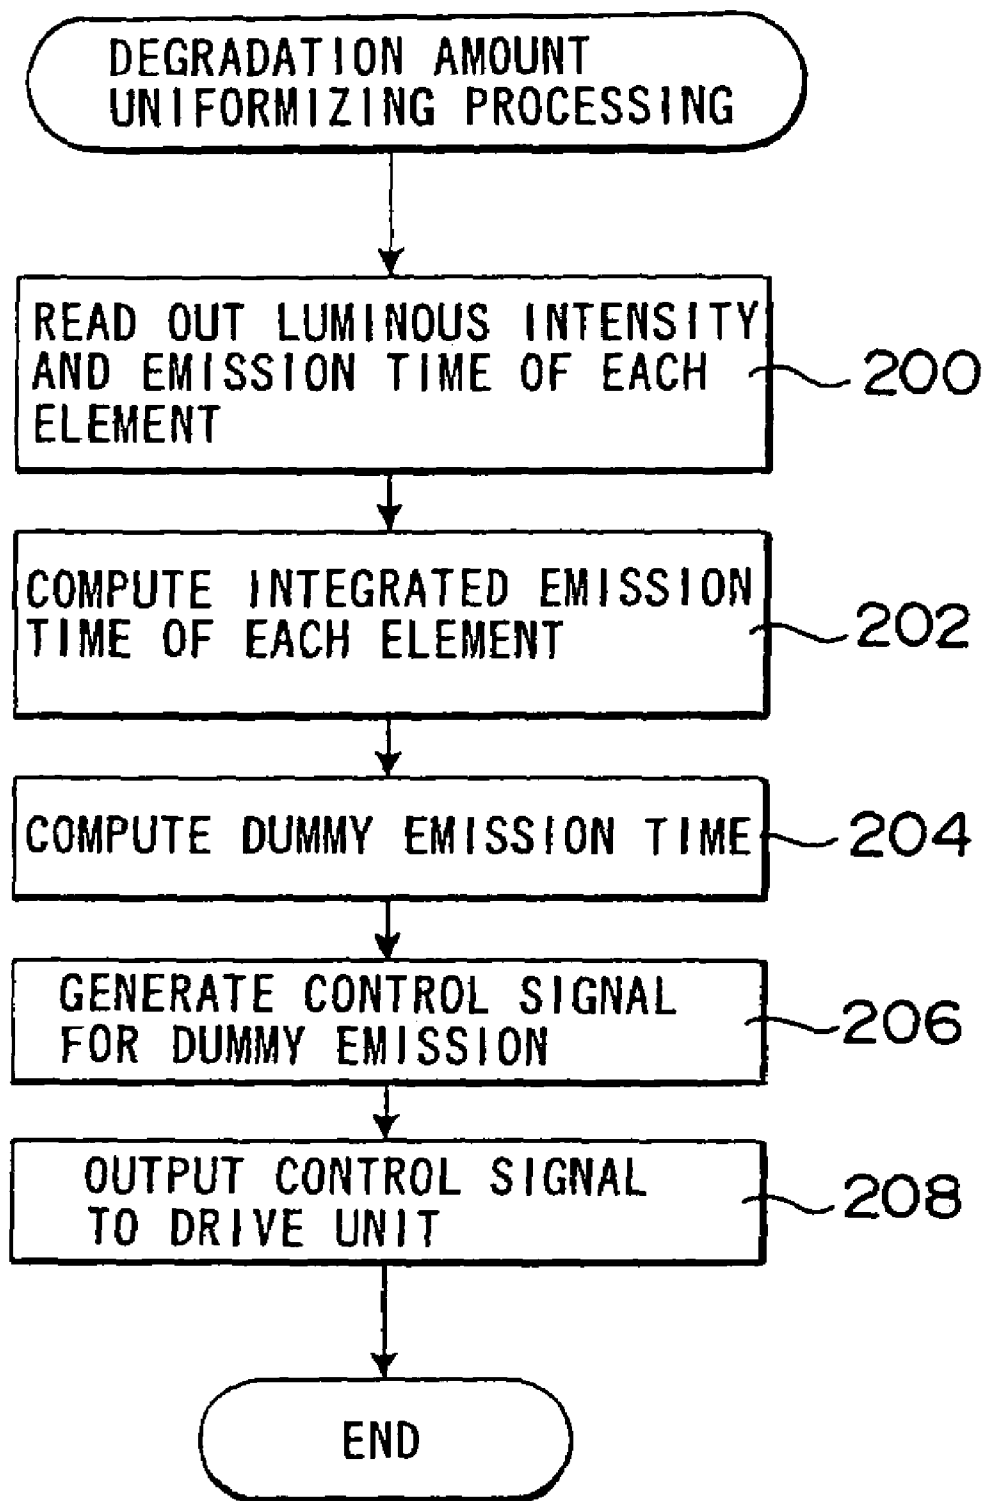 DEGRADATION AMOUNT
UNIFORMIZING PROCESSING
READ OUT LUMINOUS INTENSITY
AND EMISSION TIME OF EACH
ELEMENT
200
COMPUTE INTEGRATED EMISSION
TIME OF EACH ELEMENT
202
COMPUTE DUMMY EMISSION TIME
204
GENERATE CONTROL SIGNAL
FOR DUMMY EMISSION
206
OUTPUT CONTROL SIGNAL
TO DRIVE UNIT
208
END